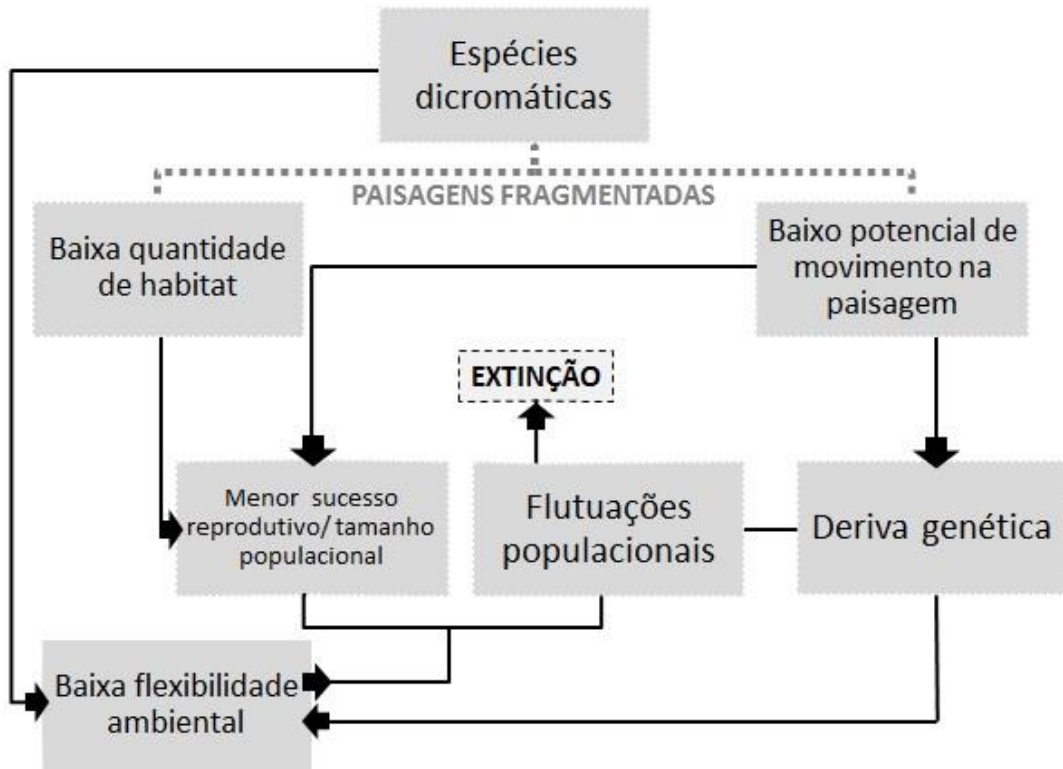 Espécies
dicromáticas
PAISAGENS FRAGMENTADAS
Baixa quantidade
de habitat
Baixo potencial de
movimento na
paisagem
EXTINÇÃO
Menor sucesso
reprodutivo/ tamanho
populacional
Flutuações
populacionais
Deriva genética
Baixa flexibilidade
ambiental